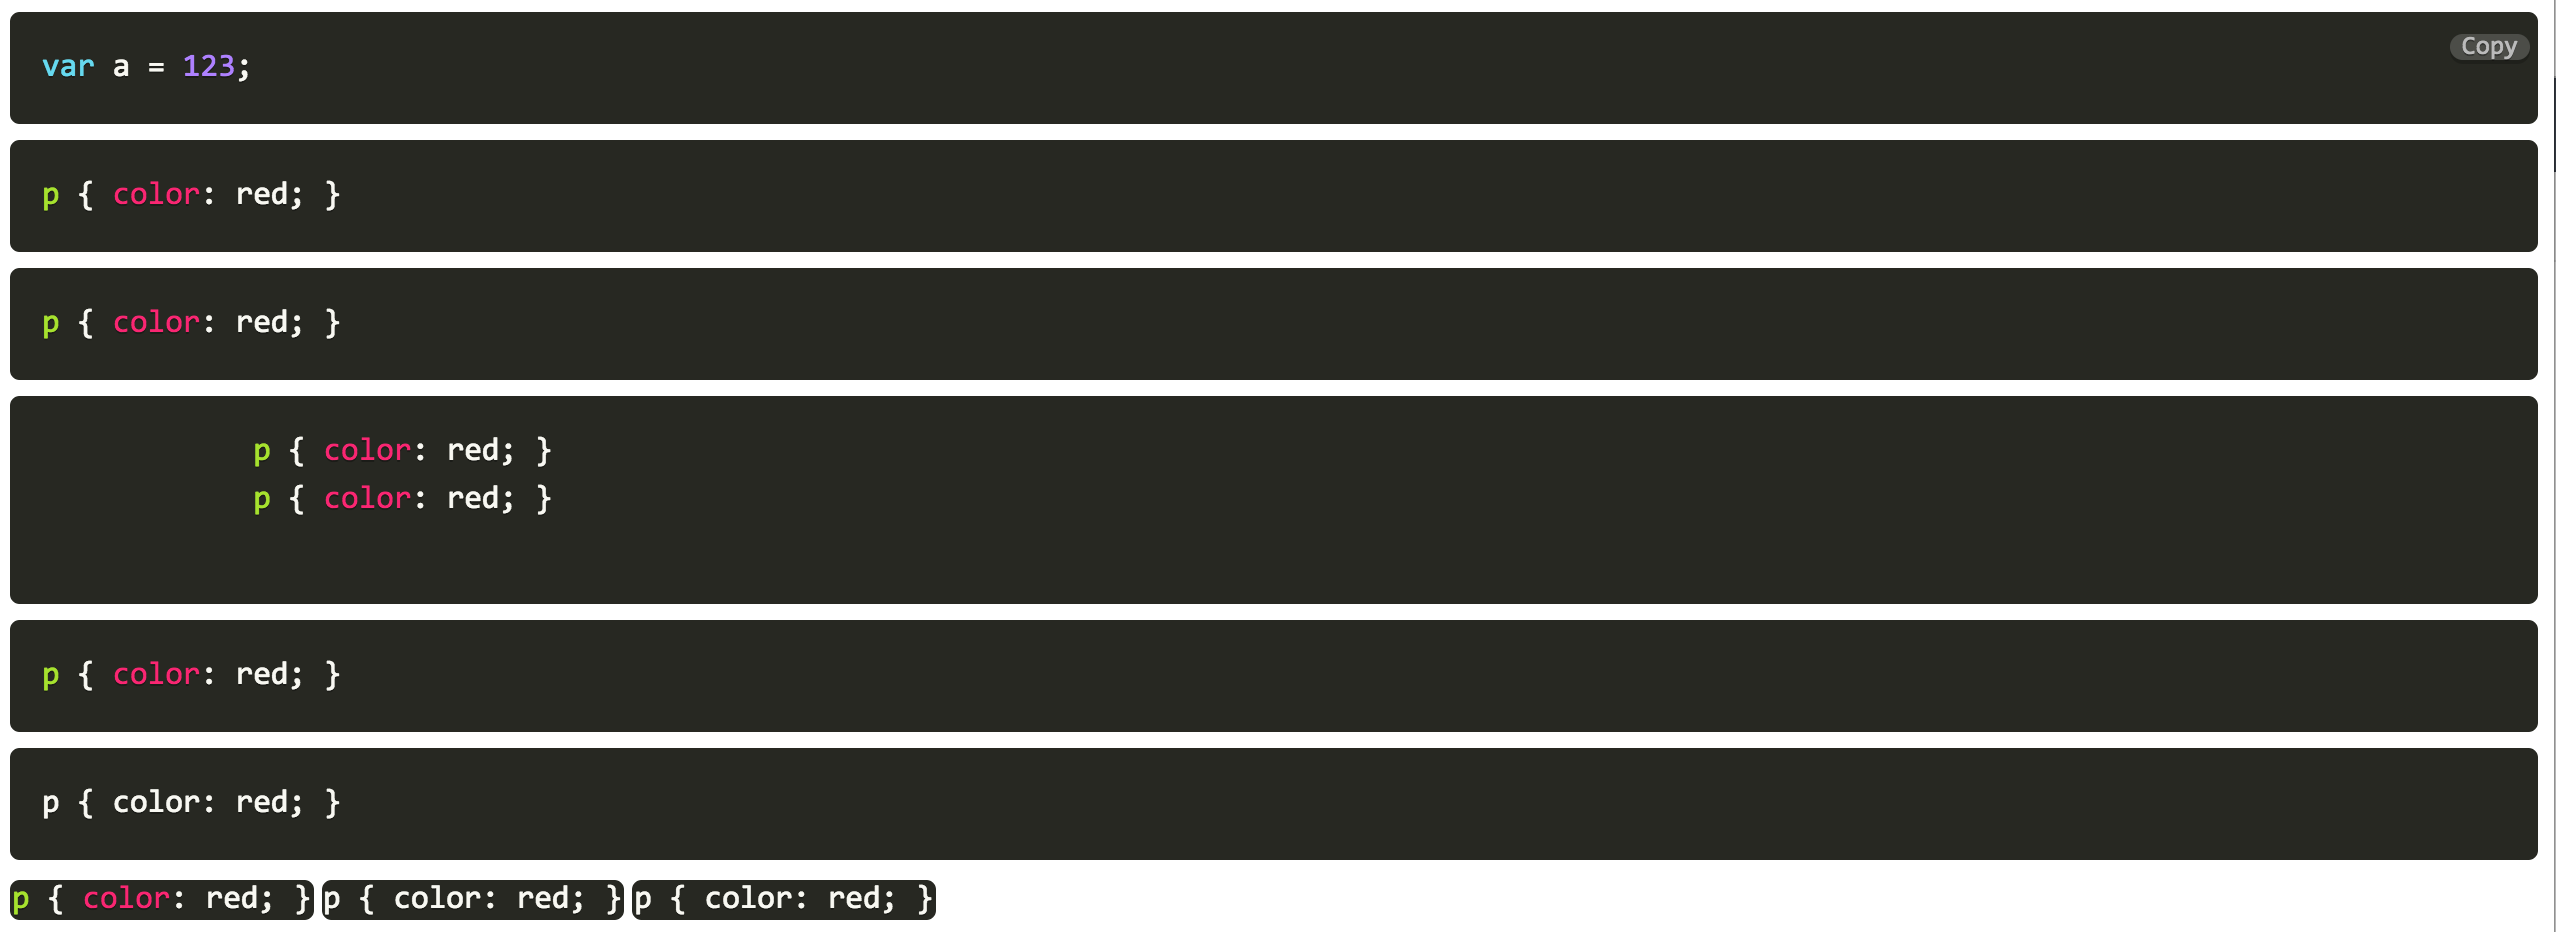 var a = 123;
Copy
p { color: red; }
p { color: red; }
p { color: red; }
p { color: red; }
p { color: red; }
p { color: red; }
p { color: red; } p { color: red; } p { color: red; }